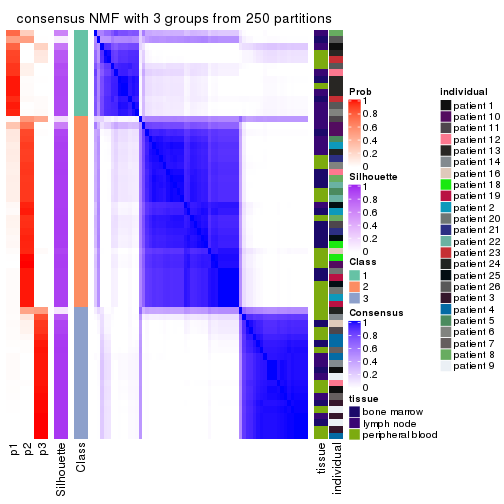 consensus NMF with 3 groups from 250 partitions
Prob
1
0.8
0.6
0.4
0.2
0
Silhouette
1
0.8
0.6
0.4
0.2
0
Class
1
2
3
Consensus
1
0.8
0.6
0.4
0.2
0
tissue
bone marrow
lymph node
peripheral blood
individual
patient 1
patient 10
patient 11
patient 12
patient 13
patient 14
patient 16
patient 18
patient 19
patient 2
patient 20
patient 21
patient 22
patient 23
patient 24
patient 25
patient 26
patient 3
patient 4
patient 5
patient 6
patient 7
patient 8
patient 9
p1
p2
p3
Silhouette
Class
tissue
individual